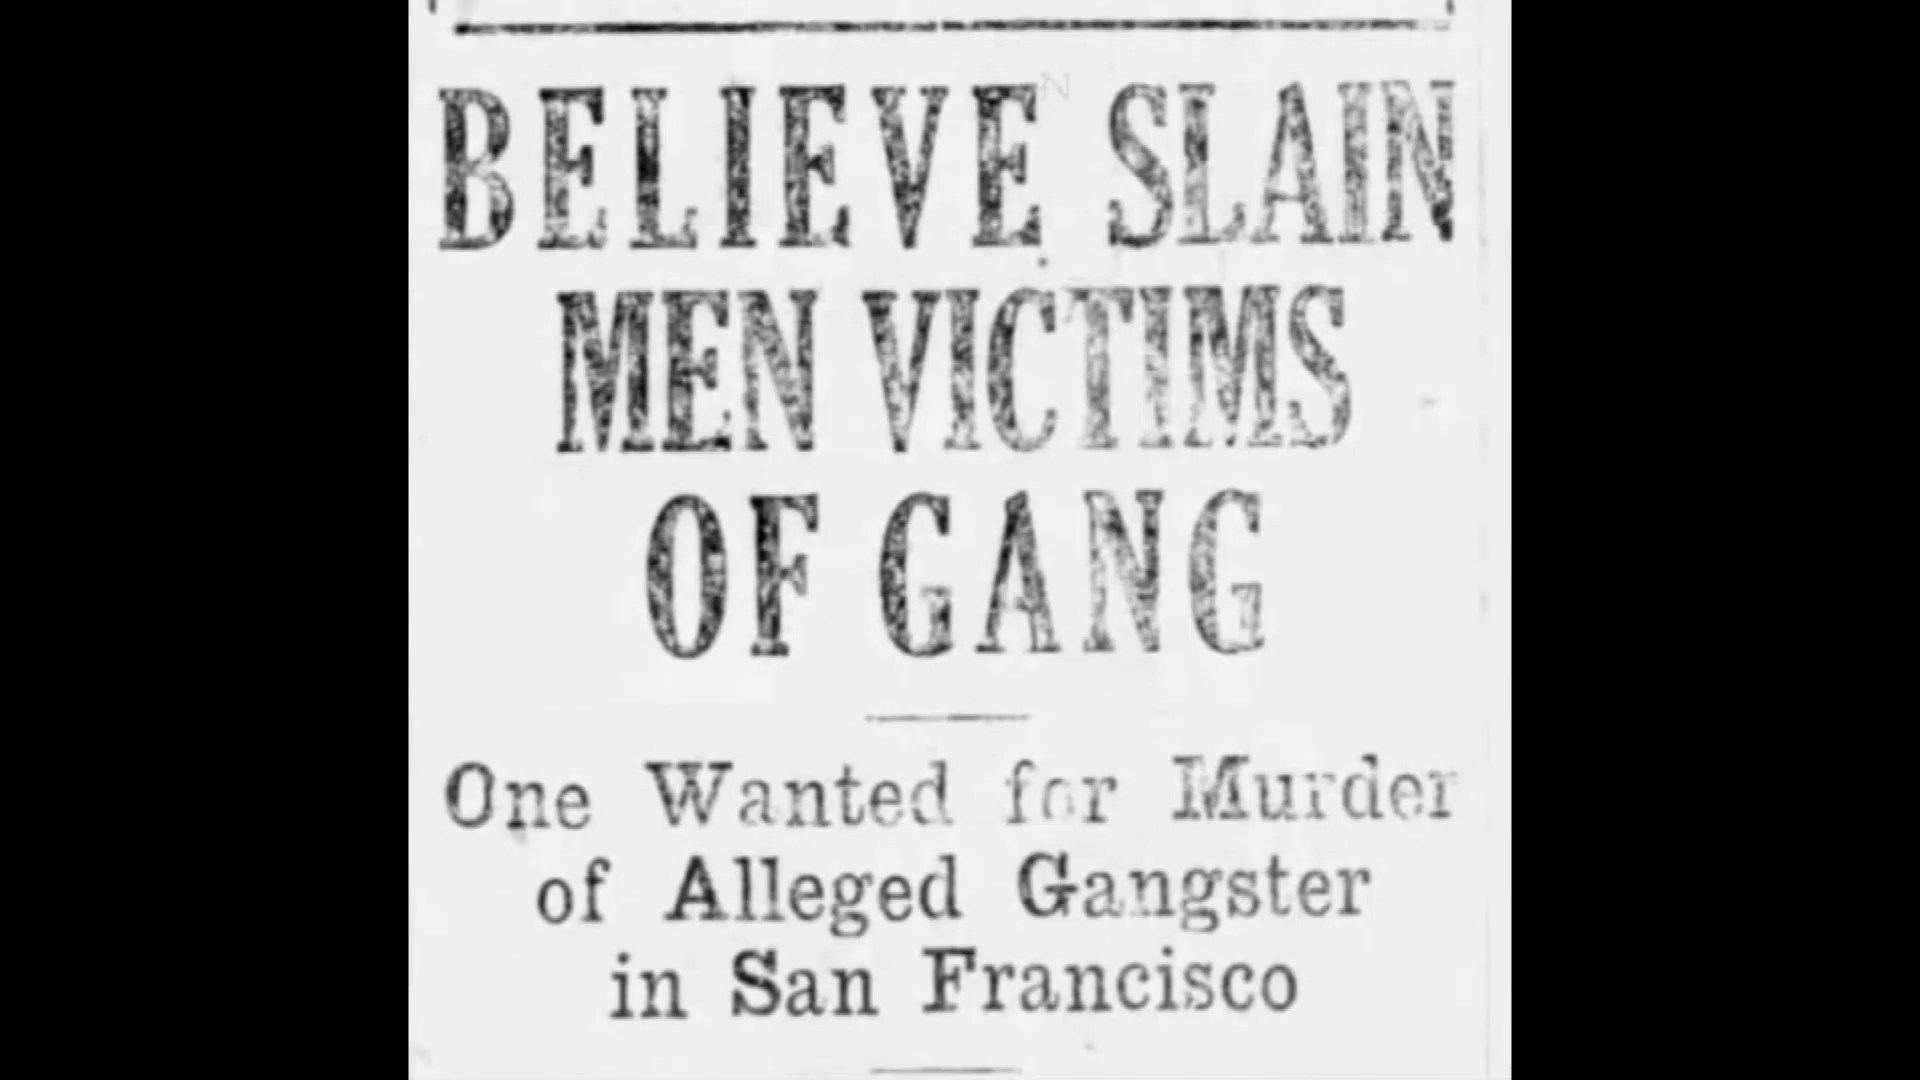 BELIEVE SLAIN
MEN VICTIMS
OF GANG
One Wanted for Murder
of Alleged Gangster
in San Francisco